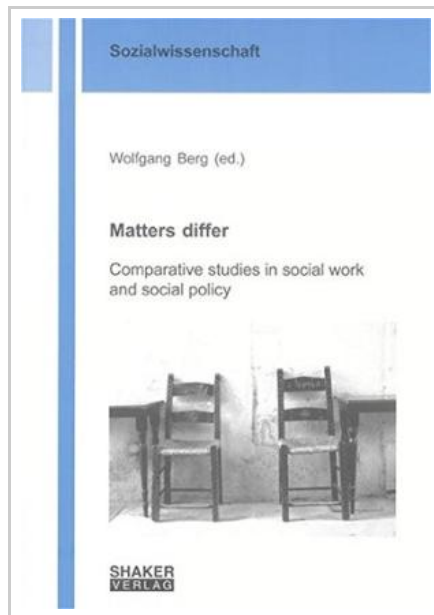 Sozialwissenschaft
Wolfgang Berg (ed.)
Matters differ
Comparative studies in social work
and social policy
SHAKER
VERLAG